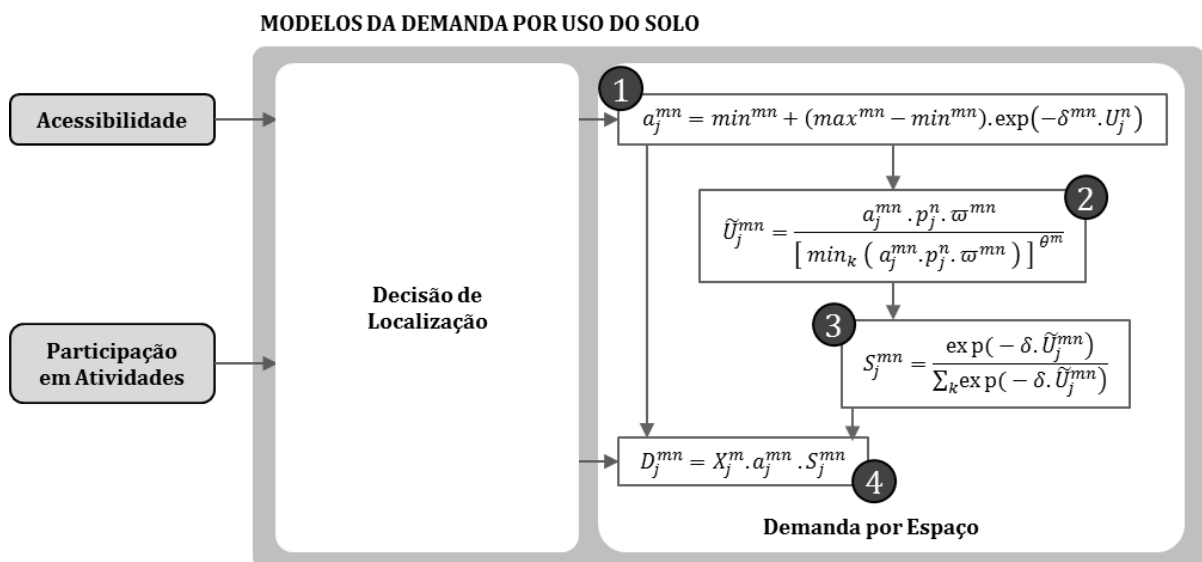 MODELOS DA DEMANDA POR USO DO SOLO
Acessibilidade
Participação
em Atividades
Decisão de
Localização
1
a_j^{mn} = min^{mn} + (max^{mn} − min^{mn}).exp(−δ^{mn}.U_j^n)
2
Ũ_j^{mn} = \frac{a_j^{mn} . p_j^n . ϖ^{mn}}{[ min_k ( a_j^{mn}.p_j^n.ϖ^{mn} ) ]^{θ^m}}
3
S_j^{mn} = \frac{exp(− δ.Ũ_j^{mn})}{∑_k exp(− δ.Ũ_j^{mn})}
D_j^{mn} = X_j^m.a_j^{mn}.S_j^{mn}
4
Demanda por Espaço